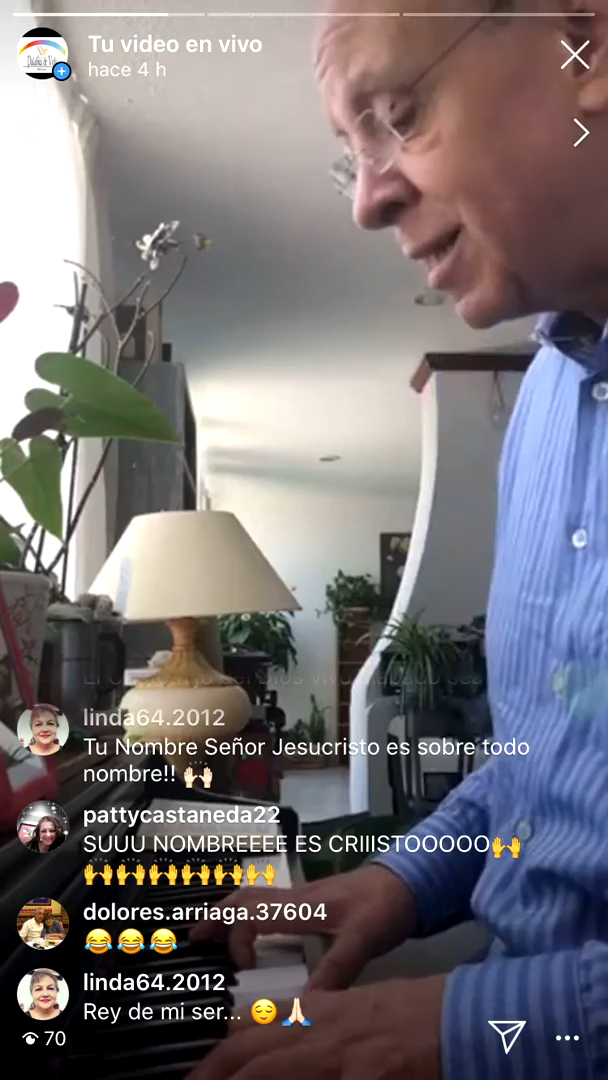 Tu video en vivo
hace 4 h
linda64.2012
Tu Nombre Señor Jesucristo es sobre todo
nombre!! 🙌🏻
pattycastaneda22
SUUU NOMBREEEE ES CRIIISTOOOOO🙌
🙌🙌🙌🙌🙌🙌
dolores.arriaga.37604
😂😂😂
linda64.2012
Rey de mi ser... 😌🙏🏻
70